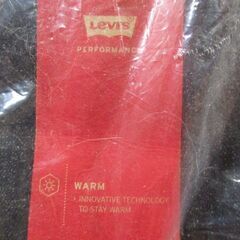 Levi's
PERFORMANCE
WARM
INNOVATIVE TECHNOLOGY
TO STAY WARM